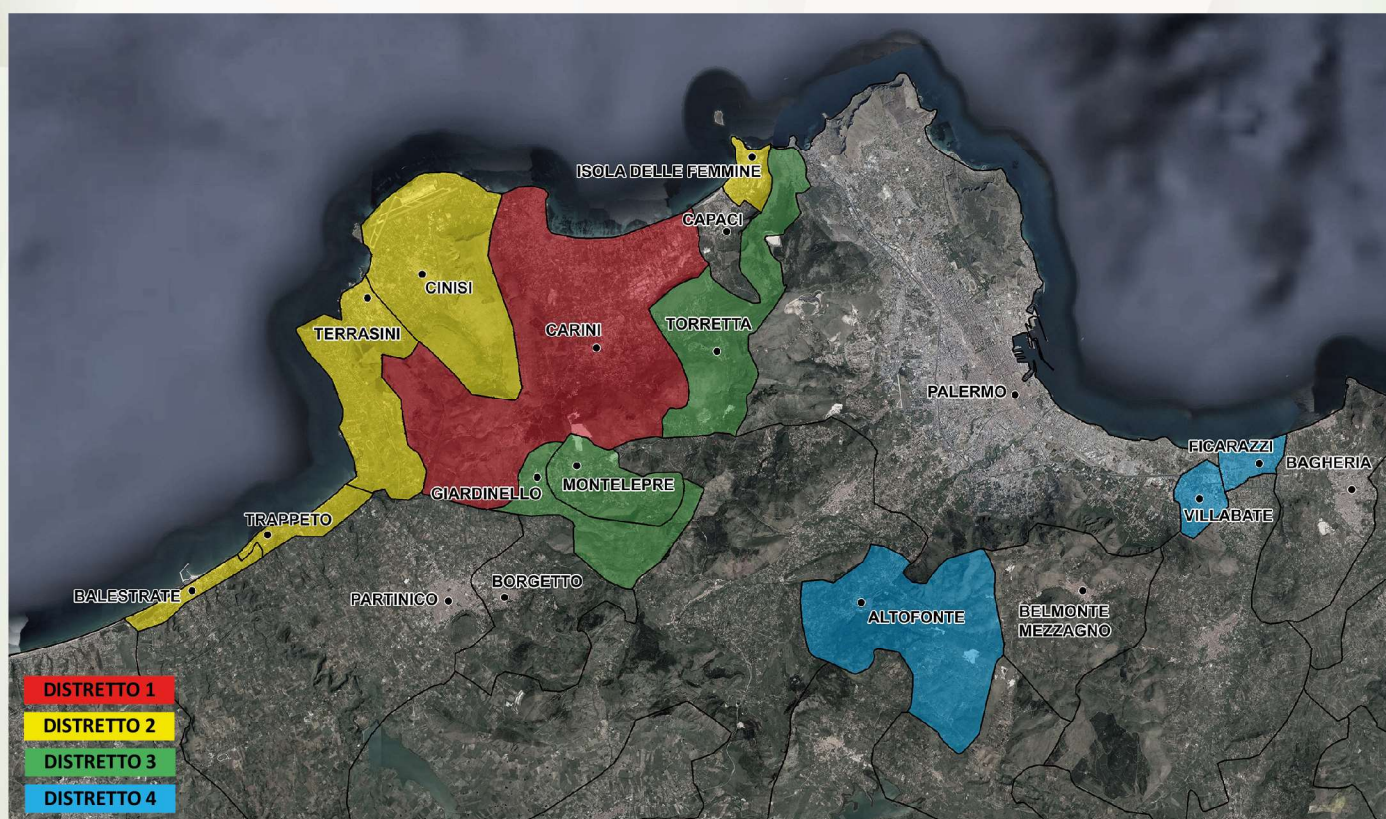 ISOLA DELLE FEMMINE
CAPACI
CINISI
TERRASINI
CARINI
TORRETTA
PALERMO
FICARAZZI
BAGHERIA
GIARDINELLO
MONTELEPRE
VILLABATE
TRAPPETO
BALESTRATE
PARTINICO
BORGETTO
ALTOFONTE
BELMONTE
MEZZAGNO
DISTRETTO 1
DISTRETTO 2
DISTRETTO 3
DISTRETTO 4